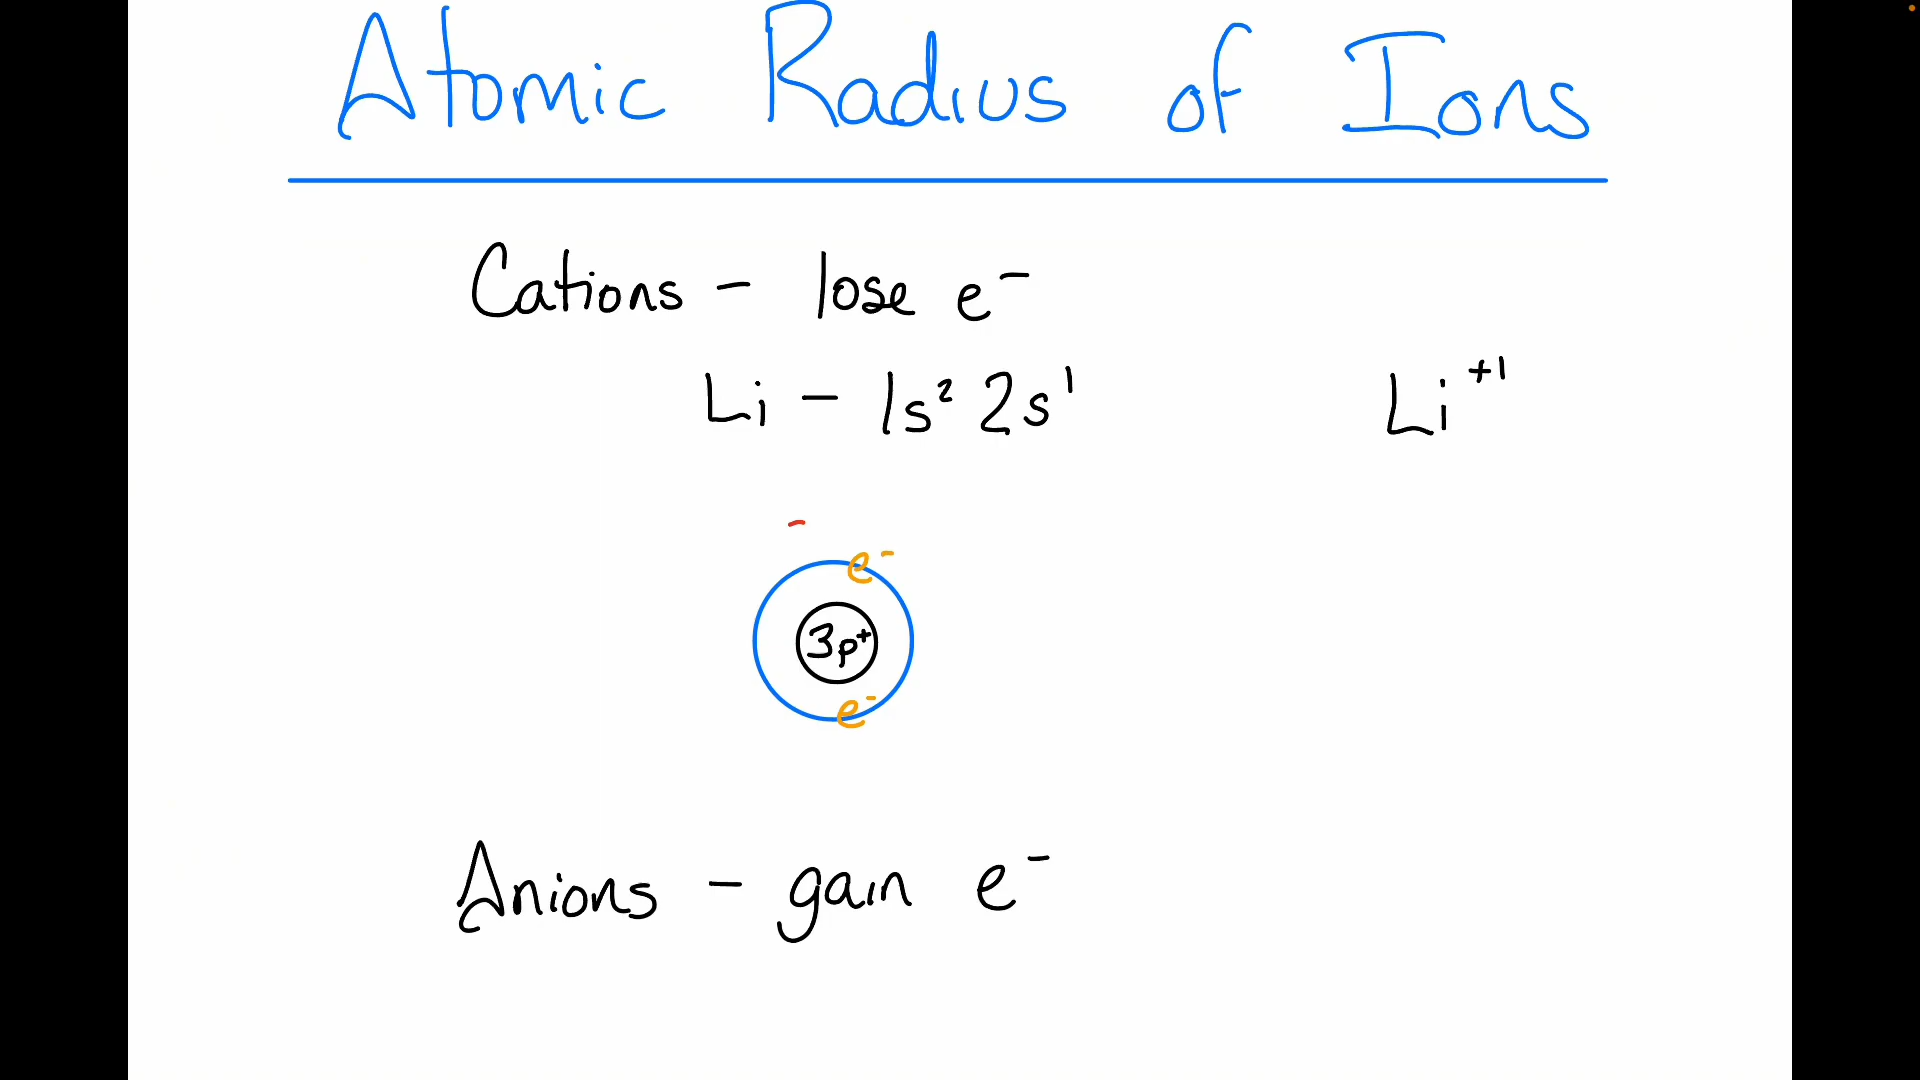 Atomic Radius of Ions
Cations - lose e⁻
Li - 1s² 2s¹
Li⁺¹
-
e⁻
3p⁺
e⁻
Anions - gain e⁻